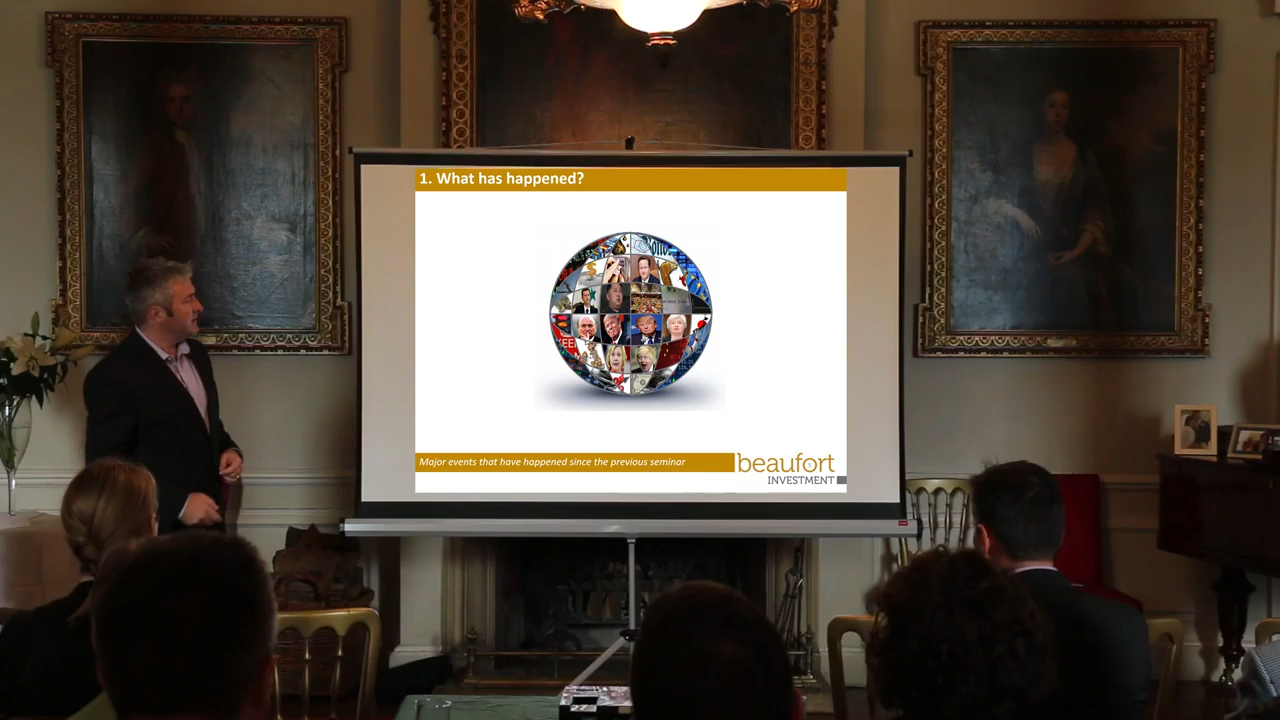 1. What has happened?
Major events that have happened since the previous seminar
beaufort
INVESTMENT